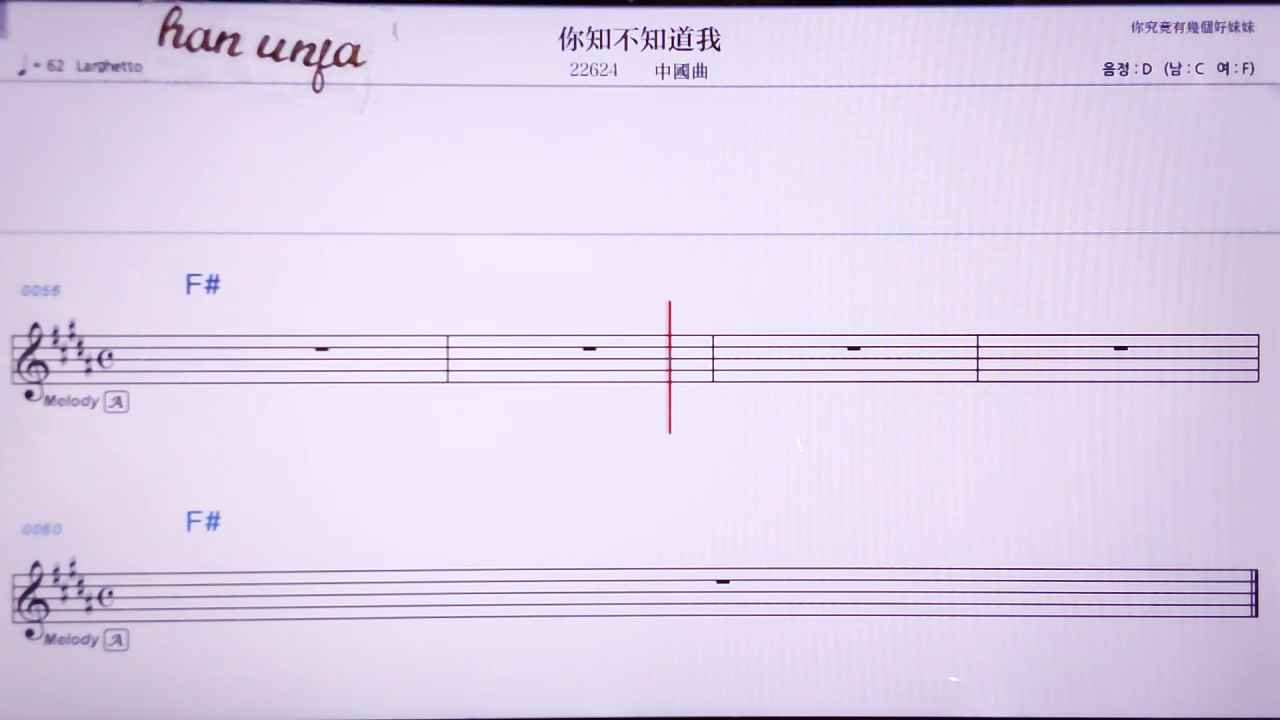 han unfa
你知不知道我
你究竟有幾個好妹妹
♩= 62 Larghetto
22624 中國曲
음정 : D (남 : C 여 : F)
0056 F#
Melody A
0060 F#
Melody A